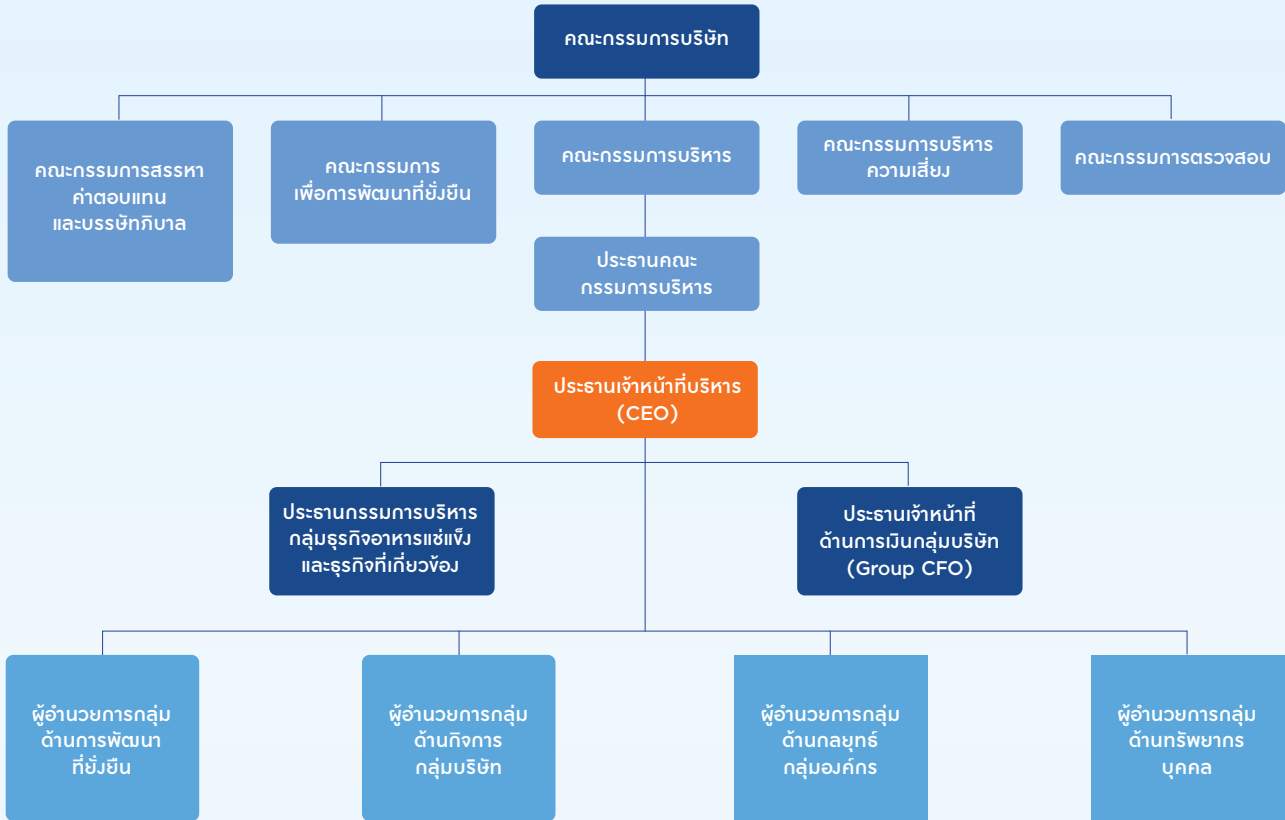 คณะกรรมการบริษัท
คณะกรรมการสรรหา
ค่าตอบแทน
และบรรษัทภิบาล
คณะกรรมการ
เพื่อการพัฒนาที่ยั่งยืน
คณะกรรมการบริหาร
คณะกรรมการบริหาร
ความเสี่ยง
คณะกรรมการตรวจสอบ
ประธานคณะ
กรรมการบริหาร
ประธานเจ้าหน้าที่บริหาร
(CEO)
ประธานกรรมการบริหาร
กลุ่มธุรกิจอาหารแช่แข็ง
และธุรกิจที่เกี่ยวข้อง
ประธานเจ้าหน้าที่
ด้านการเงินกลุ่มบริษัท
(Group CFO)
ผู้อำนวยการกลุ่ม
ด้านการพัฒนา
ที่ยั่งยืน
ผู้อำนวยการกลุ่ม
ด้านกิจการ
กลุ่มบริษัท
ผู้อำนวยการกลุ่ม
ด้านกลยุทธ์
กลุ่มองค์กร
ผู้อำนวยการกลุ่ม
ด้านทรัพยากร
บุคคล